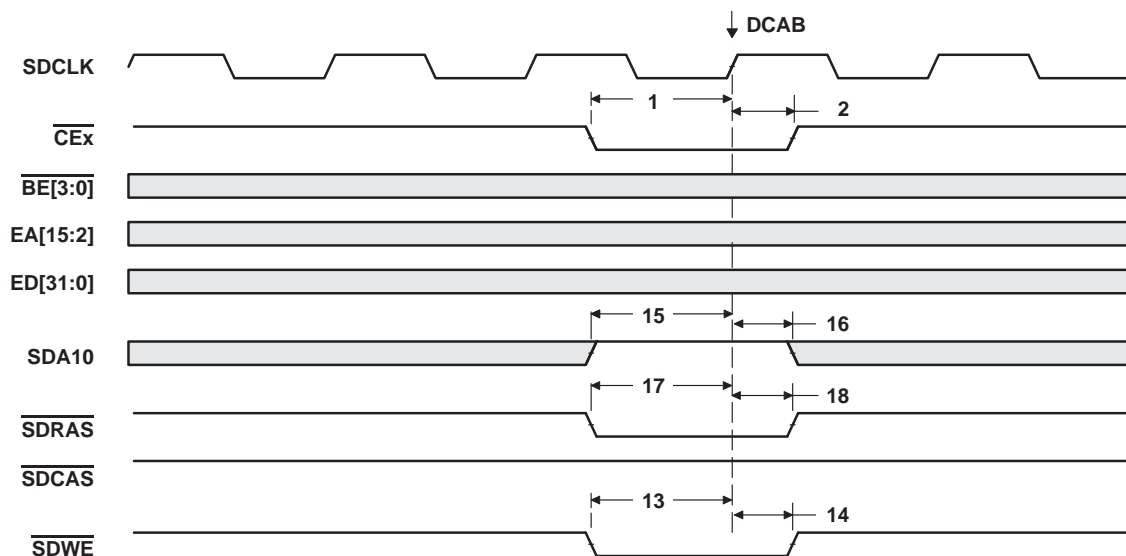 DCAB
SDCLK
1
2
CEx
BE[3:0]
EA[15:2]
ED[31:0]
15
16
SDA10
17
18
SDRAS
SDCAS
13
14
SDWE